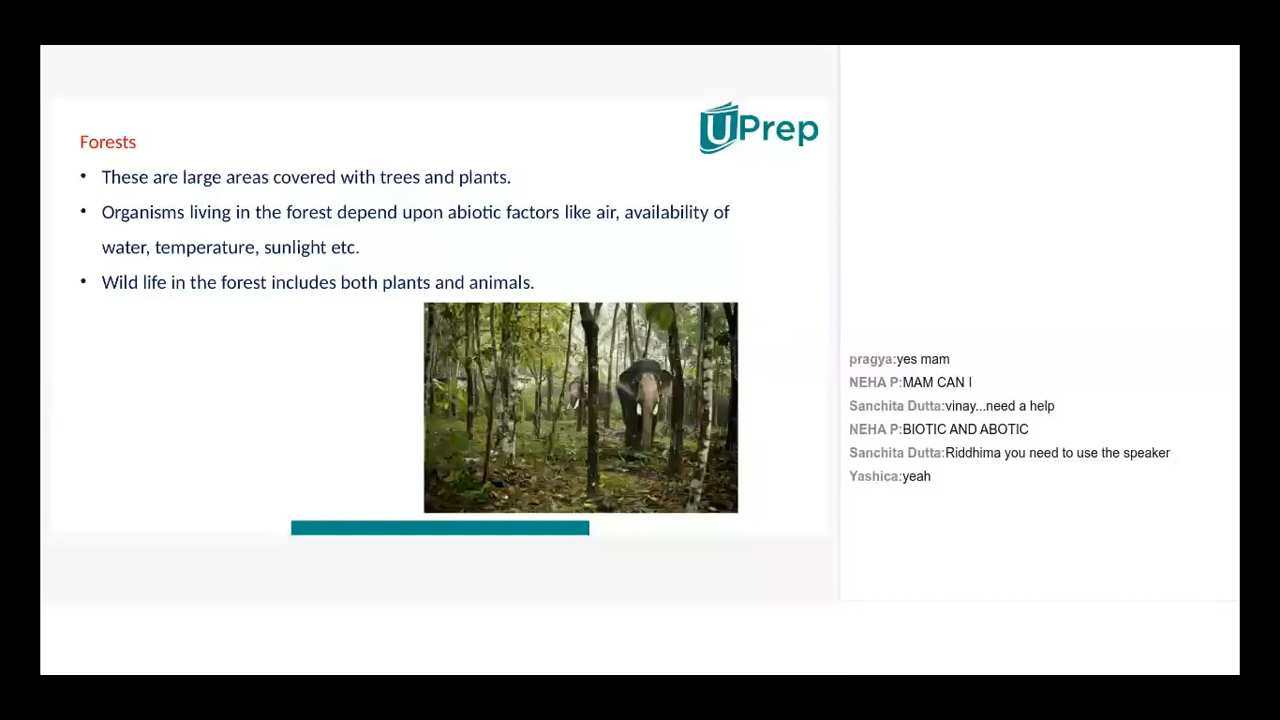 UPrep
Forests
• These are large areas covered with trees and plants.
• Organisms living in the forest depend upon abiotic factors like air, availability of
water, temperature, sunlight etc.
• Wild life in the forest includes both plants and animals.
pragya:yes mam
NEHA P:MAM CAN I
Sanchita Dutta:vinay...need a help
NEHA P:BIOTIC AND ABOTIC
Sanchita Dutta:Riddhima you need to use the speaker
Yashica:yeah